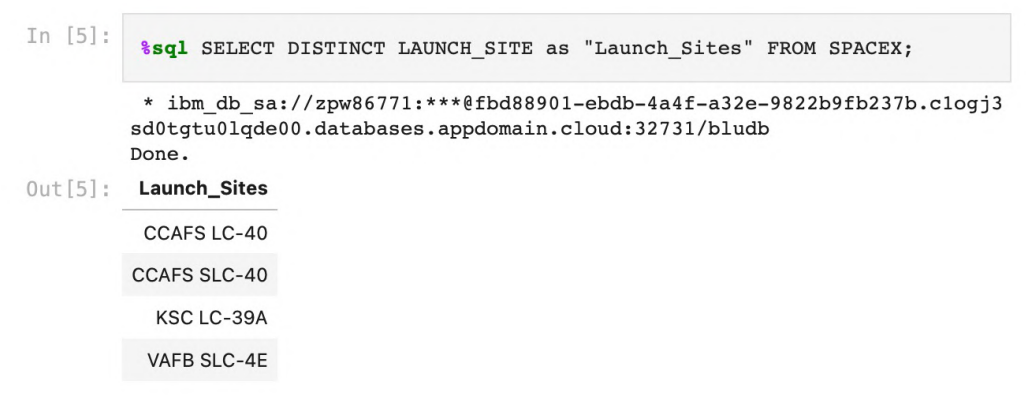 In [5]: %sql SELECT DISTINCT LAUNCH_SITE as "Launch_Sites" FROM SPACEX;
* ibm_db_sa://zpw86771:***@fbd88901-ebdb-4a4f-a32e-9822b9fb237b.c1ogj3
sd0tgtu0lqde00.databases.appdomain.cloud:32731/bludb
Done.
Out[5]: Launch_Sites
CCAFS LC-40
CCAFS SLC-40
KSC LC-39A
VAFB SLC-4E